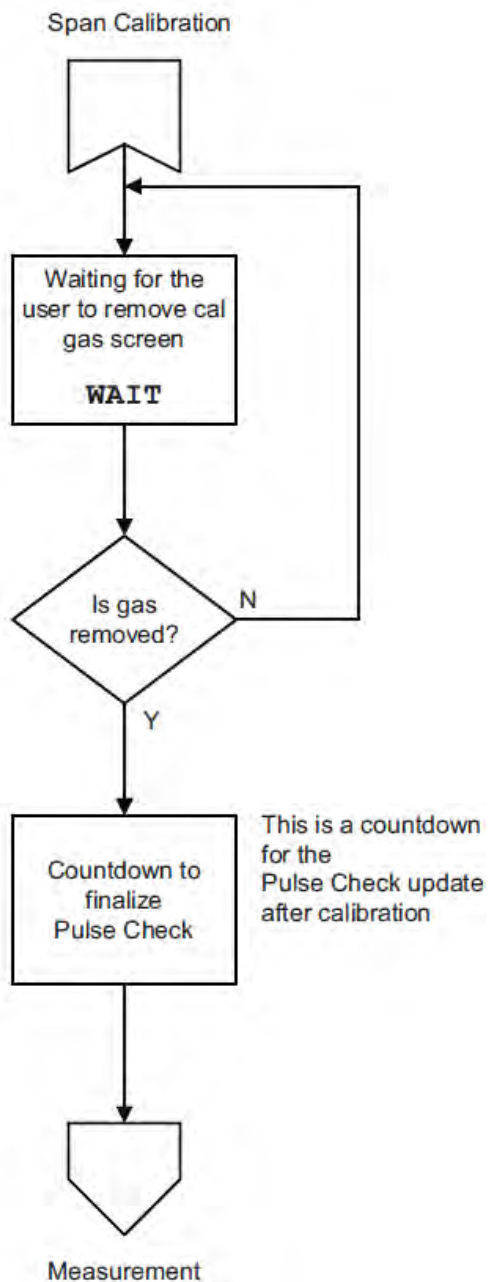 Span Calibration
Waiting for the
user to remove cal
gas screen
WAIT
Is gas
removed?
N
Y
Countdown to
finalize
Pulse Check
This is a countdown
for the
Pulse Check update
after calibration
Measurement